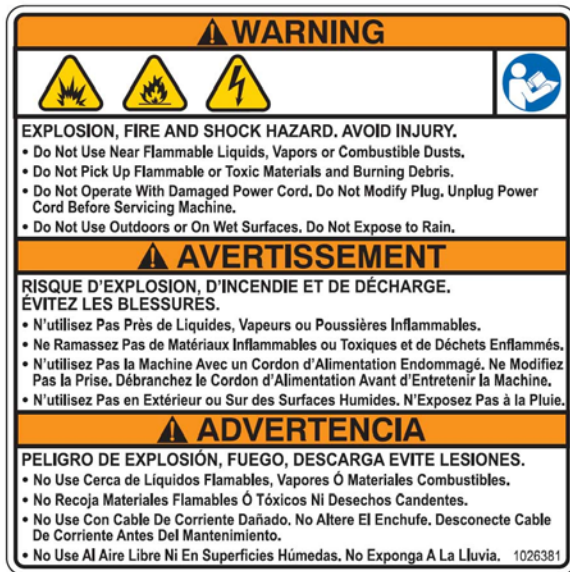 WARNING
EXPLOSION, FIRE AND SHOCK HAZARD. AVOID INJURY.
• Do Not Use Near Flammable Liquids, Vapors or Combustible Dusts.
• Do Not Pick Up Flammable or Toxic Materials and Burning Debris.
• Do Not Operate With Damaged Power Cord. Do Not Modify Plug. Unplug Power
Cord Before Servicing Machine.
• Do Not Use Outdoors or On Wet Surfaces. Do Not Expose to Rain.
AVERTISSEMENT
RISQUE D'EXPLOSION, D'INCENDIE ET DE DÉCHARGE.
ÉVITEZ LES BLESSURES.
• N'utilisez Pas Près de Liquides, Vapeurs ou Poussières Inflammables.
• Ne Ramassez Pas de Matériaux Inflammables ou Toxiques et de Déchets Enflammés.
• N'utilisez Pas la Machine Avec un Cordon d'Alimentation Endommagé. Ne Modifiez
Pas la Prise. Débranchez le Cordon d'Alimentation Avant d'Entretenir la Machine.
• N'utilisez Pas en Extérieur ou Sur des Surfaces Humides. N'Exposez Pas à la Pluie.
ADVERTENCIA
PELIGRO DE EXPLOSIÓN, FUEGO, DESCARGA EVITE LESIONES.
• No Use Cerca de Líquidos Flamables, Vapores Ó Materiales Combustibles.
• No Recoja Materiales Flamables Ó Tóxicos Ni Desechos Candentes.
• No Use Con Cable De Corriente Dañado. No Altere El Enchufe. Desconecte Cable
De Corriente Antes Del Mantenimiento.
• No Use Al Aire Libre Ni En Superficies Húmedas. No Exponga A La Lluvia. 1026381